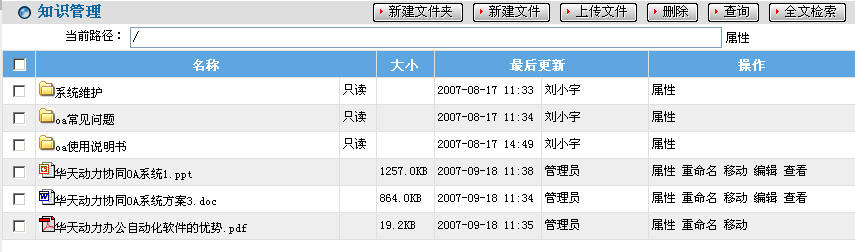 知识管理 新建文件夹 新建文件 上传文件 删除 查询 全文检索
当前路径： / 属性
名称 大小 最后更新 操作
系统维护 只读 2007-08-17 11:33 刘小宇 属性
oa常见问题 只读 2007-08-17 11:34 刘小宇 属性
oa使用说明书 只读 2007-08-17 14:49 刘小宇 属性
华天动力协同OA系统1.ppt 1257.0KB 2007-09-18 11:38 管理员 属性 重命名 移动 编辑 查看
华天动力协同OA系统方案3.doc 864.0KB 2007-09-18 11:34 管理员 属性 重命名 移动 编辑 查看
华天动力办公自动化软件的优势.pdf 19.2KB 2007-09-18 11:35 管理员 属性 重命名 移动